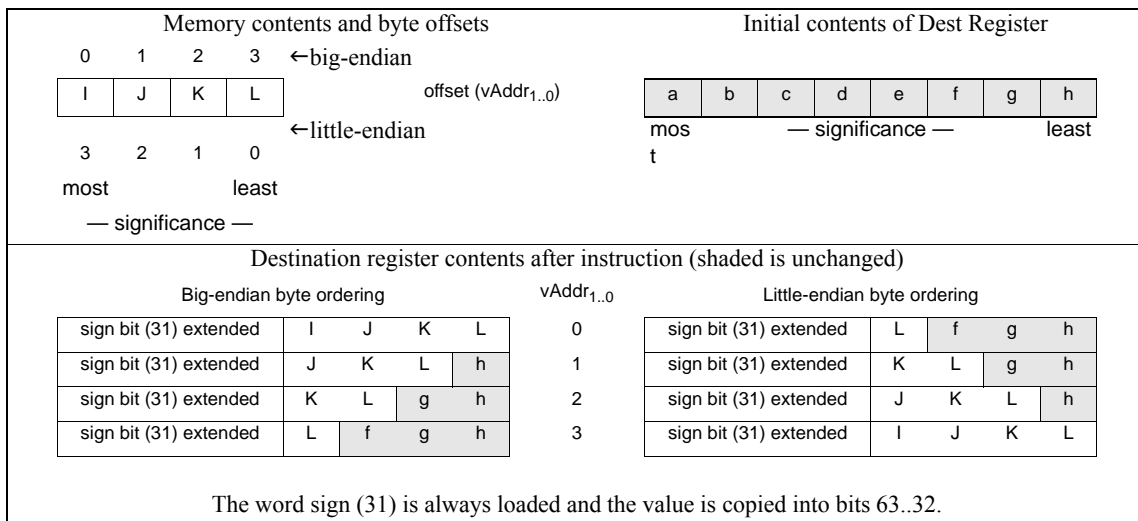 Memory contents and byte offsets
0 1 2 3 ←big-endian
I J K L offset (vAddr1..0)
←little-endian
3 2 1 0
most least
— significance —
Initial contents of Dest Register
a b c d e f g h
mos — significance — least
t
Destination register contents after instruction (shaded is unchanged)
Big-endian byte ordering vAddr1..0 Little-endian byte ordering
sign bit (31) extended I J K L 0 sign bit (31) extended L f g h
sign bit (31) extended J K L h 1 sign bit (31) extended K L g h
sign bit (31) extended K L g h 2 sign bit (31) extended J K L h
sign bit (31) extended L f g h 3 sign bit (31) extended I J K L
The word sign (31) is always loaded and the value is copied into bits 63..32.